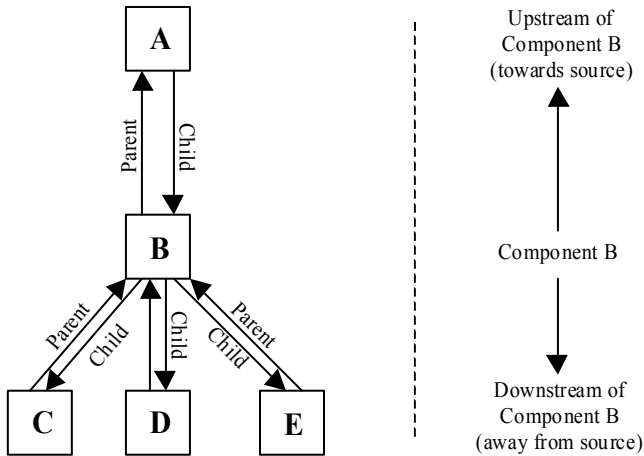 A
Parent
Child
B
Parent
Child
Child
Parent
Child
C
D
E
Upstream of
Component B
(towards source)
Component B
Downstream of
Component B
(away from source)